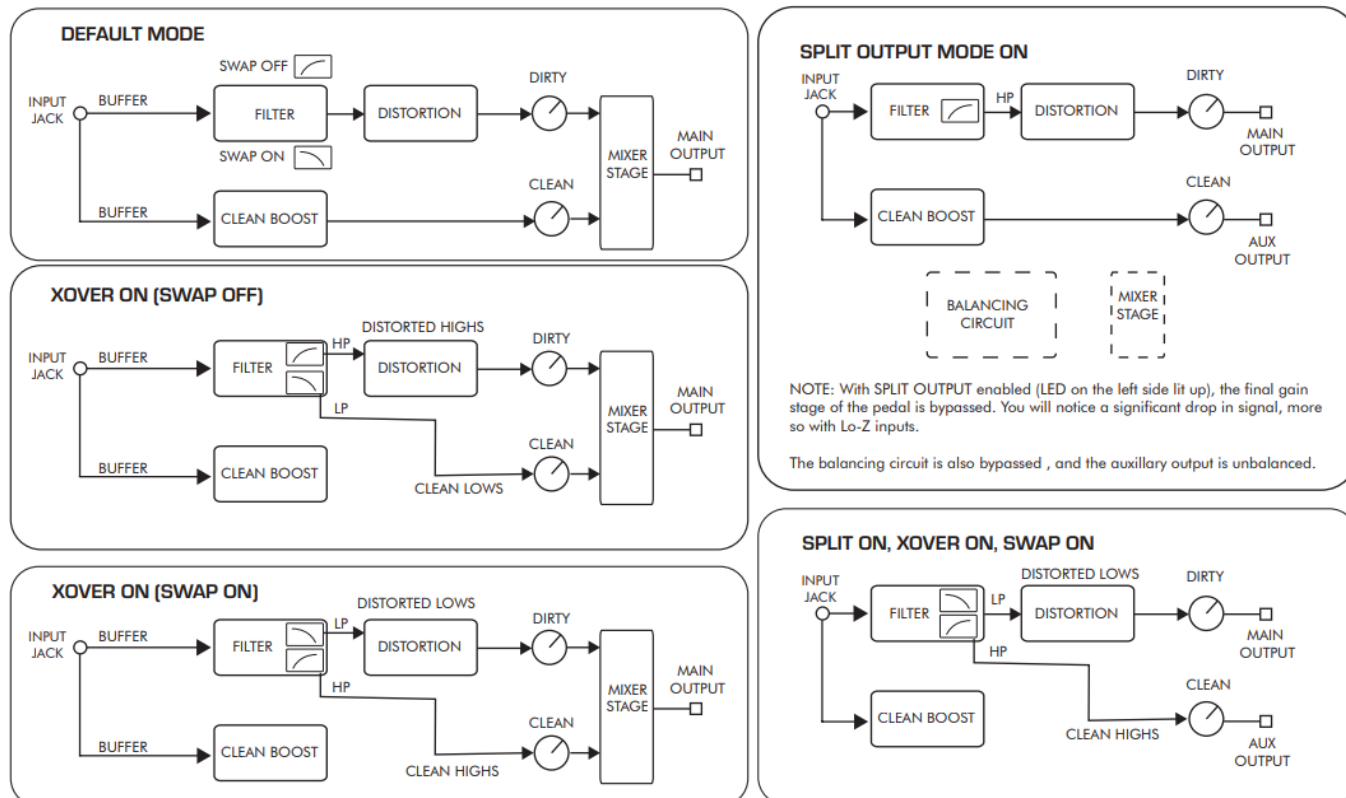 DEFAULT MODE
SWAP OFF
DIRTY
INPUT
JACK
BUFFER
FILTER
DISTORTION
SWAP ON
MIXER
STAGE
MAIN
OUTPUT
CLEAN
BUFFER
CLEAN BOOST
XOVER ON (SWAP OFF)
DISTORTED HIGHS
DIRTY
INPUT
JACK
BUFFER
FILTER
HP
DISTORTION
LP
MIXER
STAGE
MAIN
OUTPUT
CLEAN
BUFFER
CLEAN BOOST
CLEAN LOWS
XOVER ON (SWAP ON)
DISTORTED LOWS
DIRTY
INPUT
JACK
BUFFER
FILTER
LP
DISTORTION
HP
MIXER
STAGE
MAIN
OUTPUT
CLEAN
BUFFER
CLEAN BOOST
CLEAN HIGHS
SPLIT OUTPUT MODE ON
INPUT
JACK
DIRTY
FILTER
HP
DISTORTION
MAIN
OUTPUT
CLEAN
CLEAN BOOST
AUX
OUTPUT
BALANCING
CIRCUIT
MIXER
STAGE
NOTE: With SPLIT OUTPUT enabled (LED on the left side lit up), the final gain
stage of the pedal is bypassed. You will notice a significant drop in signal, more
so with Lo-Z inputs.
The balancing circuit is also bypassed , and the auxillary output is unbalanced.
SPLIT ON, XOVER ON, SWAP ON
DISTORTED LOWS
DIRTY
INPUT
JACK
FILTER
LP
DISTORTION
HP
MAIN
OUTPUT
CLEAN
CLEAN BOOST
CLEAN HIGHS
AUX
OUTPUT